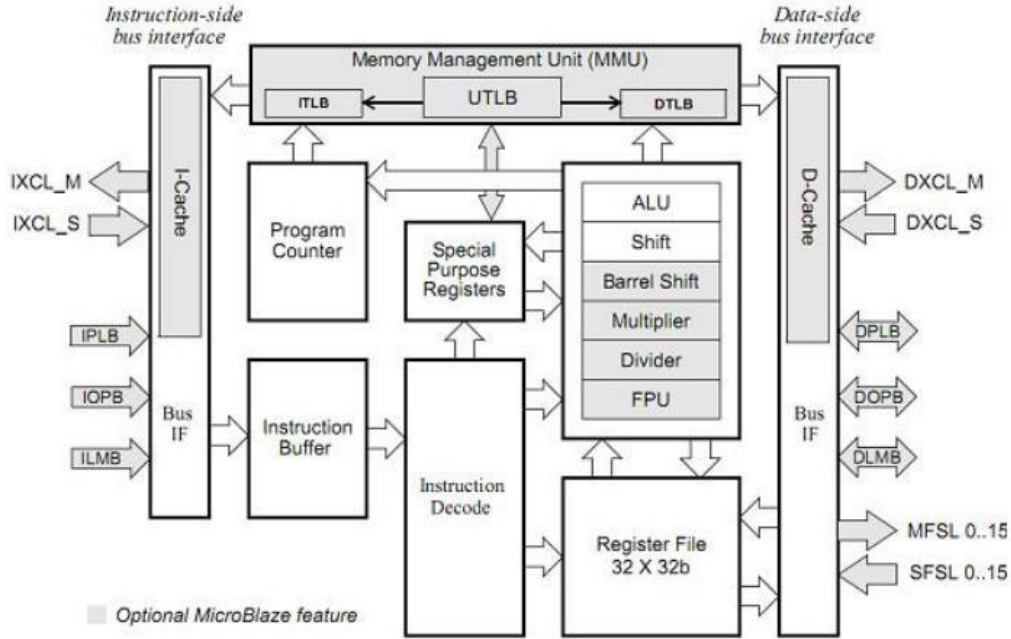 Instruction-side
bus interface
Data-side
bus interface
Memory Management Unit (MMU)
ITLB
UTLB
DTLB
I-Cache
D-Cache
IXCL_M
IXCL_S
DXCL_M
DXCL_S
Program
Counter
Special
Purpose
Registers
ALU
Shift
Barrel Shift
Multiplier
Divider
FPU
IPLB
IOPB
ILMB
Bus
IF
Instruction
Buffer
Instruction
Decode
Register File
32 X 32b
Bus
IF
DPLB
DOPB
DLMB
MFSL 0..15
SFSL 0..15
Optional MicroBlaze feature